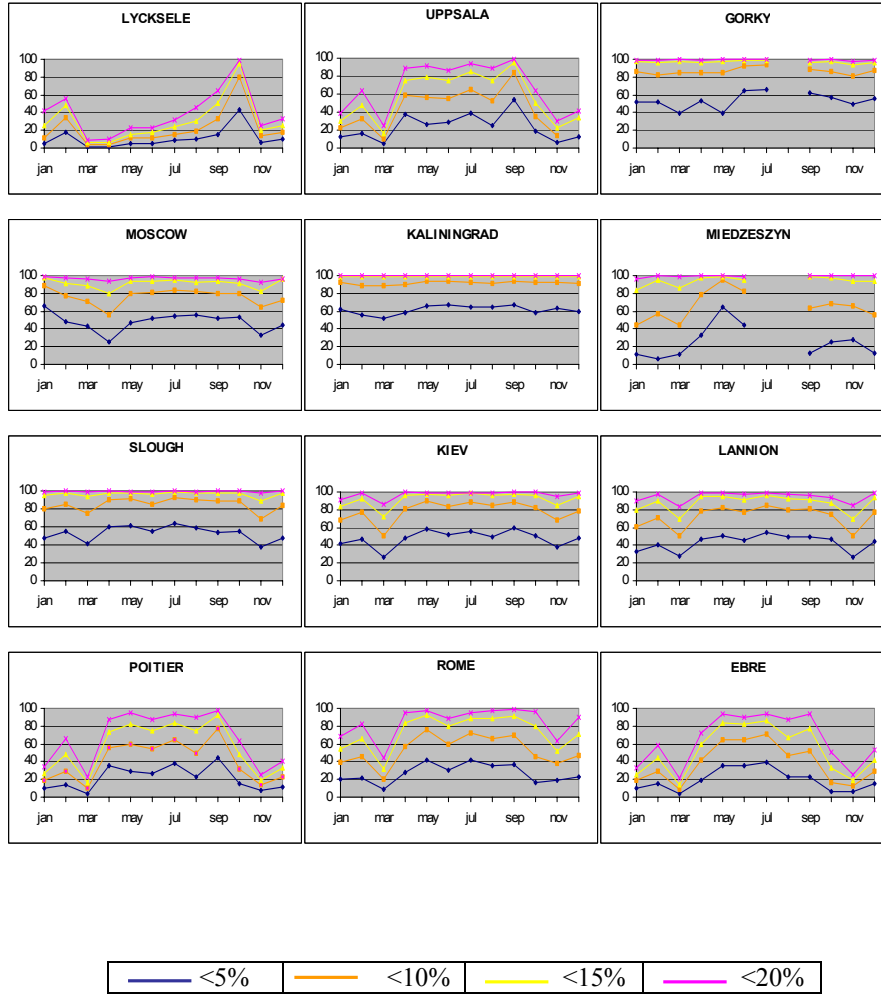 LYCKSELE
100
80
60
40
20
0
jan mar may jul sep nov
UPPSALA
100
80
60
40
20
0
jan mar may jul sep nov
GORKY
100
80
60
40
20
0
jan mar may jul sep nov
MOSCOW
100
80
60
40
20
0
jan mar may jul sep nov
KALININGRAD
100
80
60
40
20
0
jan mar may jul sep nov
MIEDZESZYN
100
80
60
40
20
0
jan mar may jul sep nov
SLOUGH
100
80
60
40
20
0
jan mar may jul sep nov
KIEV
100
80
60
40
20
0
jan mar may jul sep nov
LANNION
100
80
60
40
20
0
jan mar may jul sep nov
POITIER
100
80
60
40
20
0
jan mar may jul sep nov
ROME
100
80
60
40
20
0
jan mar may jul sep nov
EBRE
100
80
60
40
20
0
jan mar may jul sep nov
<5% <10% <15% <20%